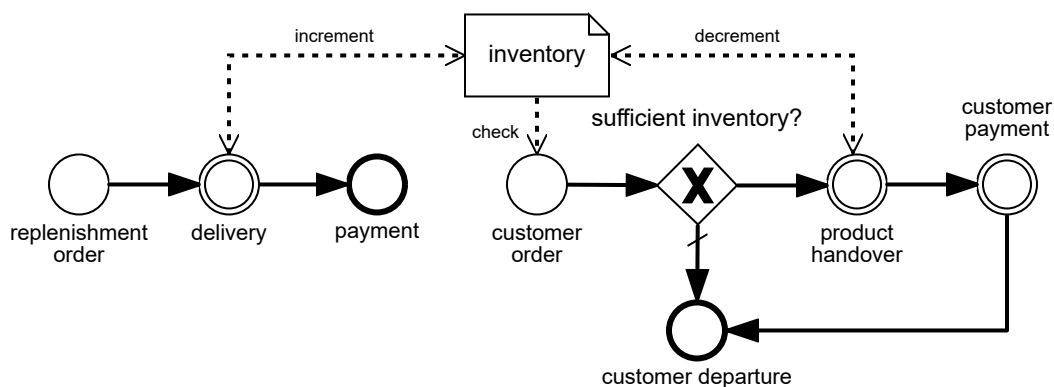 increment
inventory
decrement
check
sufficient inventory?
customer
payment
replenishment
order
delivery
payment
customer
order
X
product
handover
customer departure